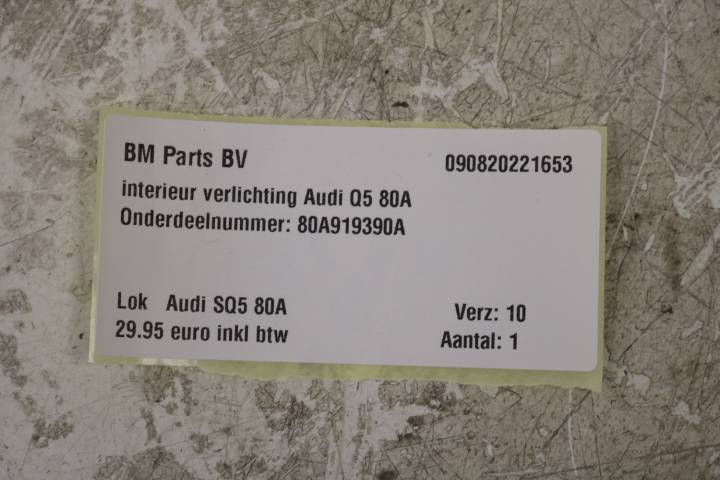 BM Parts BV 090820221653
interieur verlichting Audi Q5 80A
Onderdeelnummer: 80A919390A
Lok Audi SQ5 80A Verz: 10
29.95 euro inkl btw Aantal: 1